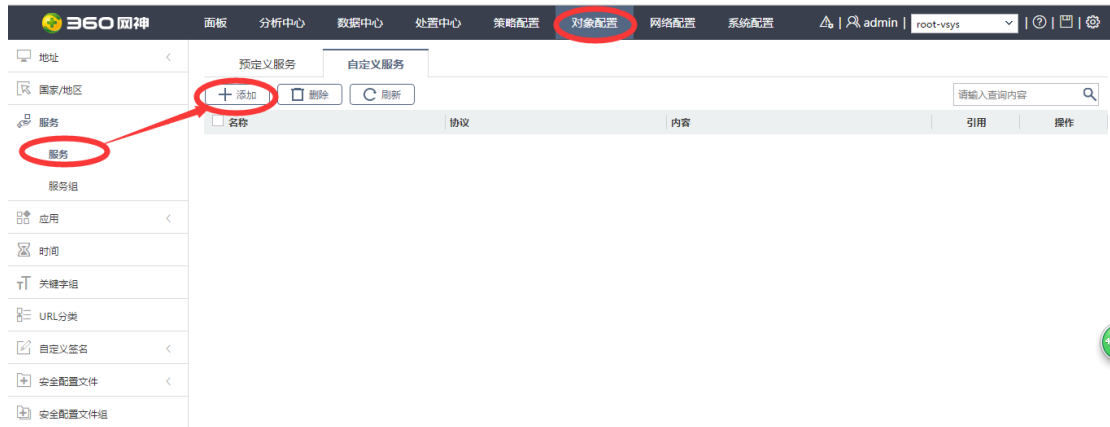 360网神 面板 分析中心 数据中心 处置中心 策略配置 对象配置 网络配置 系统配置 admin root-vsys
地址
国家/地区
服务
服务
服务组
应用
时间
关键字组
URL分类
自定义签名
安全配置文件
安全配置文件组
预定义服务 自定义服务
添加 删除 刷新 请输入查询内容
名称 协议 内容 引用 操作